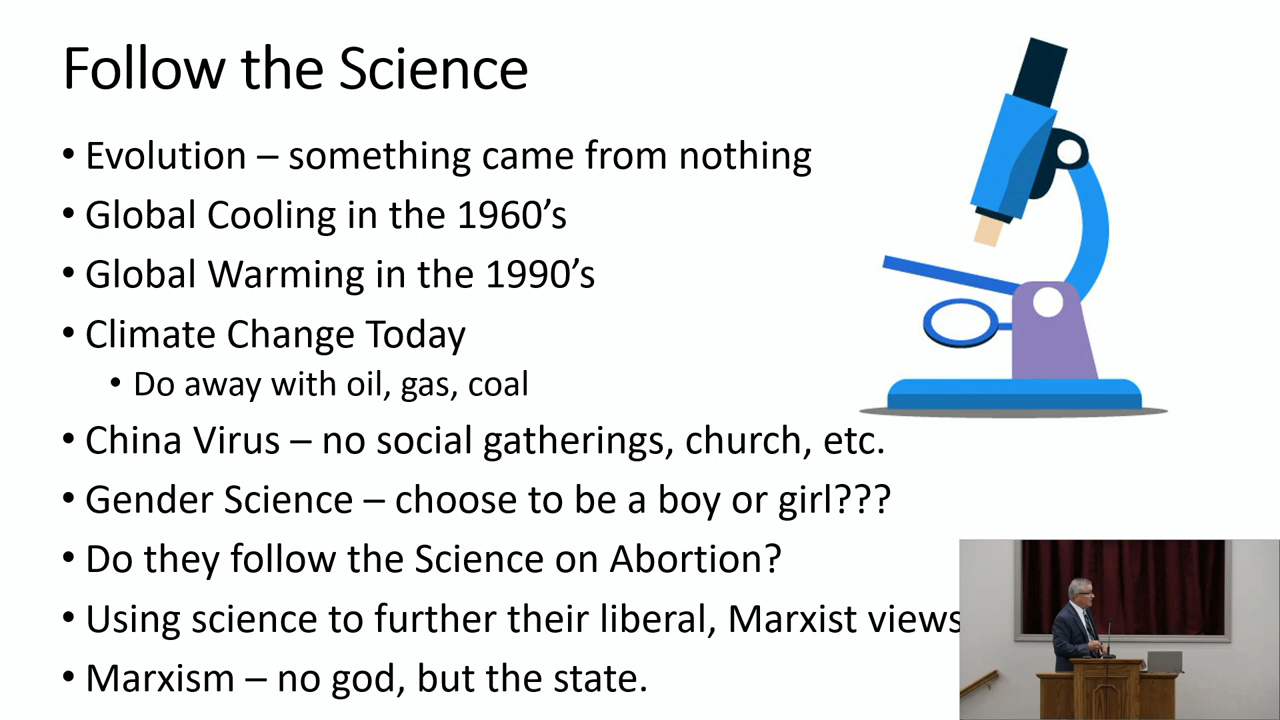 Follow the Science
• Evolution – something came from nothing
• Global Cooling in the 1960’s
• Global Warming in the 1990’s
• Climate Change Today
• Do away with oil, gas, coal
• China Virus – no social gatherings, church, etc.
• Gender Science – choose to be a boy or girl???
• Do they follow the Science on Abortion?
• Using science to further their liberal, Marxist views
• Marxism – no god, but the state.